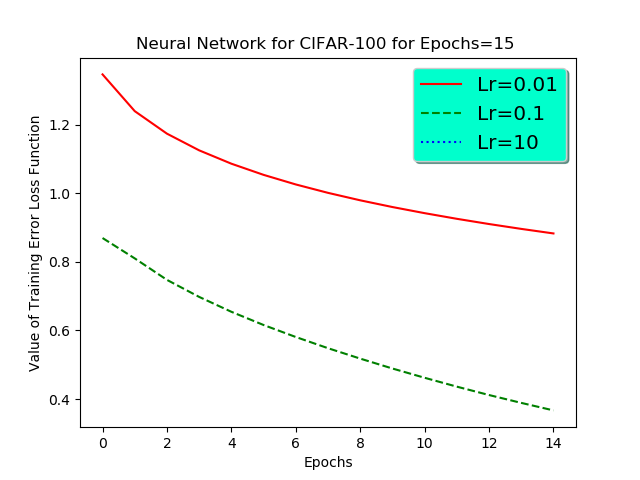 Neural Network for CIFAR-100 for Epochs=15
Lr=0.01
Lr=0.1
Lr=10
Value of Training Error Loss Function
1.2
1.0
0.8
0.6
0.4
0 2 4 6 8 10 12 14
Epochs